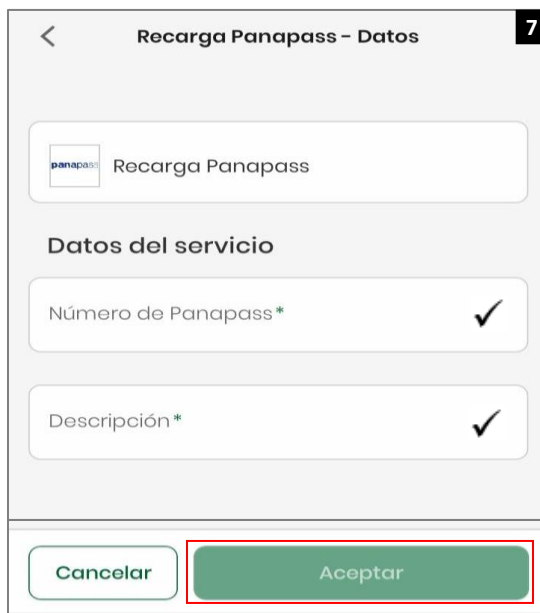 Recarga Panapass - Datos
7
panapass Recarga Panapass
Datos del servicio
Número de Panapass*
Descripción*
Cancelar
Aceptar